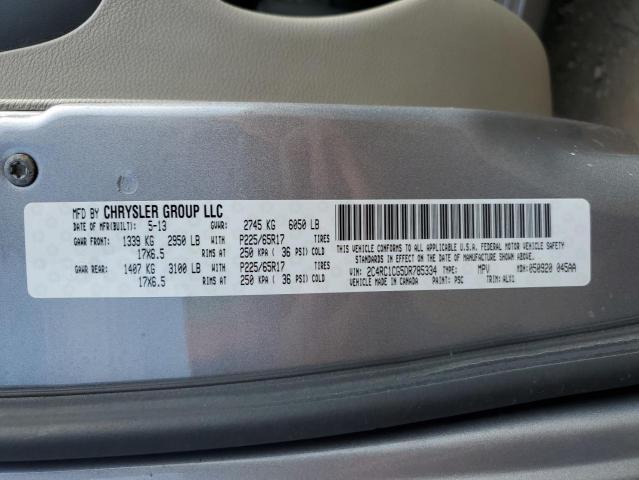 MFD BY CHRYSLER GROUP LLC
DATE OF MFR(BUILT): 5-13 GVWR: 2745 KG 6050 LB
GAWR FRONT: 1339 KG 2950 LB WITH P225/65R17 TIRES
17X6.5 RIMS AT 250 KPA ( 36 PSI) COLD
GAWR REAR: 1407 KG 3100 LB WITH P225/65R17 TIRES
17X6.5 RIMS AT 250 KPA ( 36 PSI) COLD
THIS VEHICLE CONFORMS TO ALL APPLICABLE U.S.A. FEDERAL MOTOR VEHICLE SAFETY
STANDARDS IN EFFECT ON THE DATE OF MANUFACTURE SHOWN ABOVE.
VIN: 2C4RC1CG5DR785334 TYPE: MPV MDH: 050920 045AA
VEHICLE MADE IN CANADA PAINT: PSC TRIM: ALX1